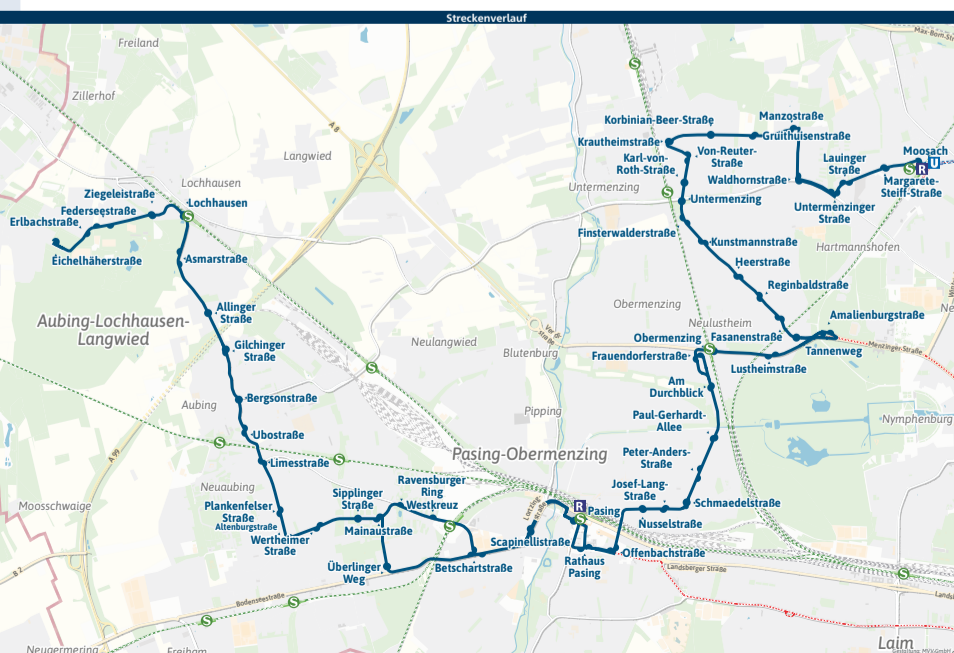 Streckenverlauf
Freiland
Zillerhof
A 8
Langwied
Lochhausen
Ziegeleistraße
Federseestraße
Lochhausen
Erlbachstraße
Eichelhäherstraße
Asmarstraße
Allinger
Straße
Aubing-Lochhausen-
Langwied
Gilchinger
Straße
Aubing
Bergsonstraße
Ubostraße
Limesstraße
A 99
Neuaubing
Moosschwaige
Plankenfelser
Straße
Altenburgstraße
Wertheimer
Straße
Sipplinger
Straße
Mainaustraße
Ravensburger
Ring
Westkreuz
Überlinger
Weg
Betschartstraße
Scapinellistraße
B 2
Bodenseestraße
Neugermering
Freiham
Korbinian-Beer-Straße
Manzostraße
Krautheimstraße
Gruithuisenstraße
Von-Reuter-
Straße
Karl-von-
Roth-Straße
Waldhornstraße
Lauinger
Straße
Moosach
S R U
Margarete-
Steiff-Straße
Untermenzing
Untermenzing
Untermenzinger
Straße
Finsterwalderstraße
Kunstmannstraße
Hartmannshofen
Heerstraße
Reginbaldstraße
Obermenzing
Neulustheim
Amalienburgstraße
Obermenzing
Fasanenstraße
Menzinger-Straße
Tannenweg
Frauendorferstraße
Lustheimstraße
Neulangwied
Blutenburg
Am
Durchblick
Pipping
Paul-Gerhardt-
Allee
Nymphenburg
Pasing-Obermenzing
Peter-Anders-
Straße
Josef-Lang-
Straße
Schmaedelstraße
Nusselstraße
R
Pasing
Offenbachstraße
Rathaus
Pasing
Landsberger Straße
Laim